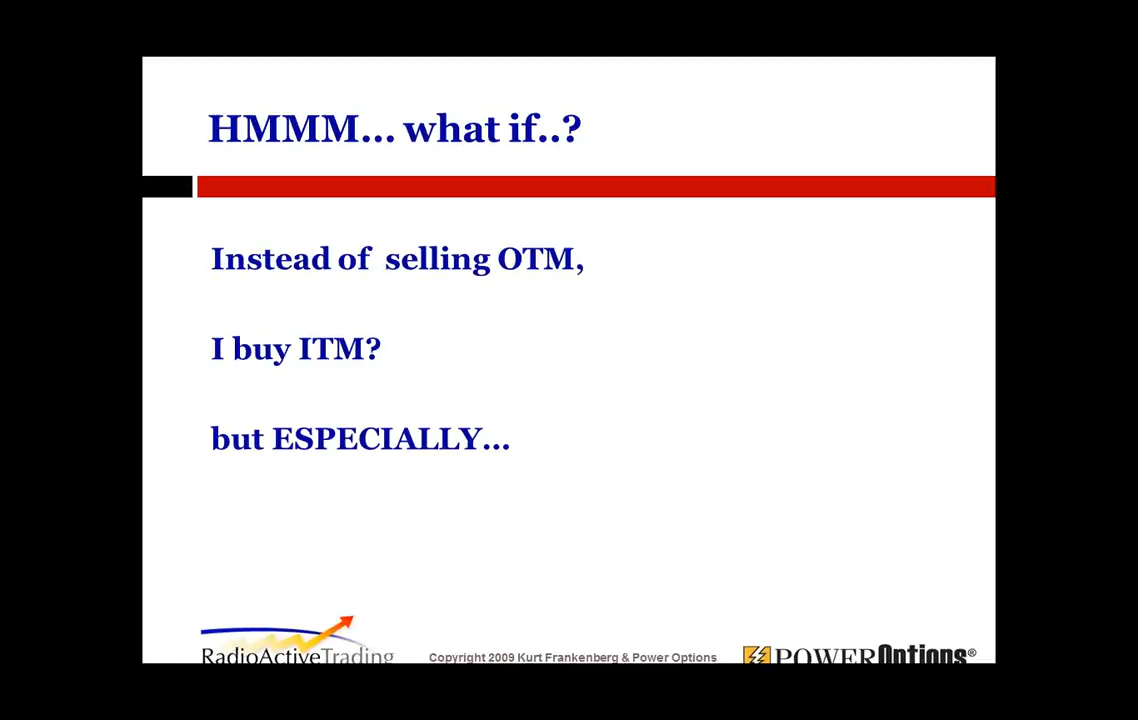 HMMM... what if..?
Instead of  selling OTM,
I buy ITM?
but ESPECIALLY...
RadioActiveTrading
Copyright 2009 Kurt Frankenberg & Power Options
POWEROptions®